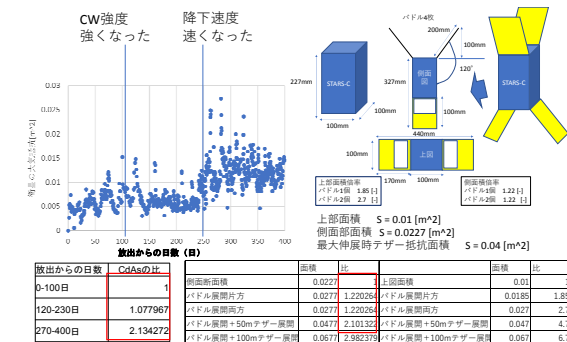 CW強度
強くなった
降下速度
速くなった
0.03
0.025
0.02
0.015
0.01
0.005
0
0 50 100 150 200 250 300 350 400
放出からの日数（日）
パドル4枚
200mm
100mm
120°
227mm
STARS-C
100mm
100mm
327mm
側面
図
100mm
100mm
440mm
100mm
上図
170mm
100mm
STARS-C
上部面積倍率
パドル1個 1.85 [-]
パドル2個 2.7 [-]
側面積倍率
パドル1個 1.22 [-]
パドル2個 1.22 [-]
上部面積 S = 0.01 [m^2]
側面部面積 S = 0.0227 [m^2]
最大伸展時テザー抵抗面積 S = 0.04 [m^2]
放出からの日数 CdAsの比
0-100日 1
120-230日 1.077967
270-400日 2.134272
面積 比 面積 比
側面断面積 0.0227 1 上図面積 0.01
パドル展開片方 0.0277 1.220264 パドル展開片方 0.0185 1.85
パドル展開両方 0.0277 1.220264 パドル展開両方 0.027 2.7
パドル展開＋50mテザー展開 0.0477 2.101322 パドル展開＋50mテザー展開 0.047 4.7
パドル展開＋100mテザー展開 0.0677 2.982379 パドル展開＋100mテザー展開 0.067 6.7